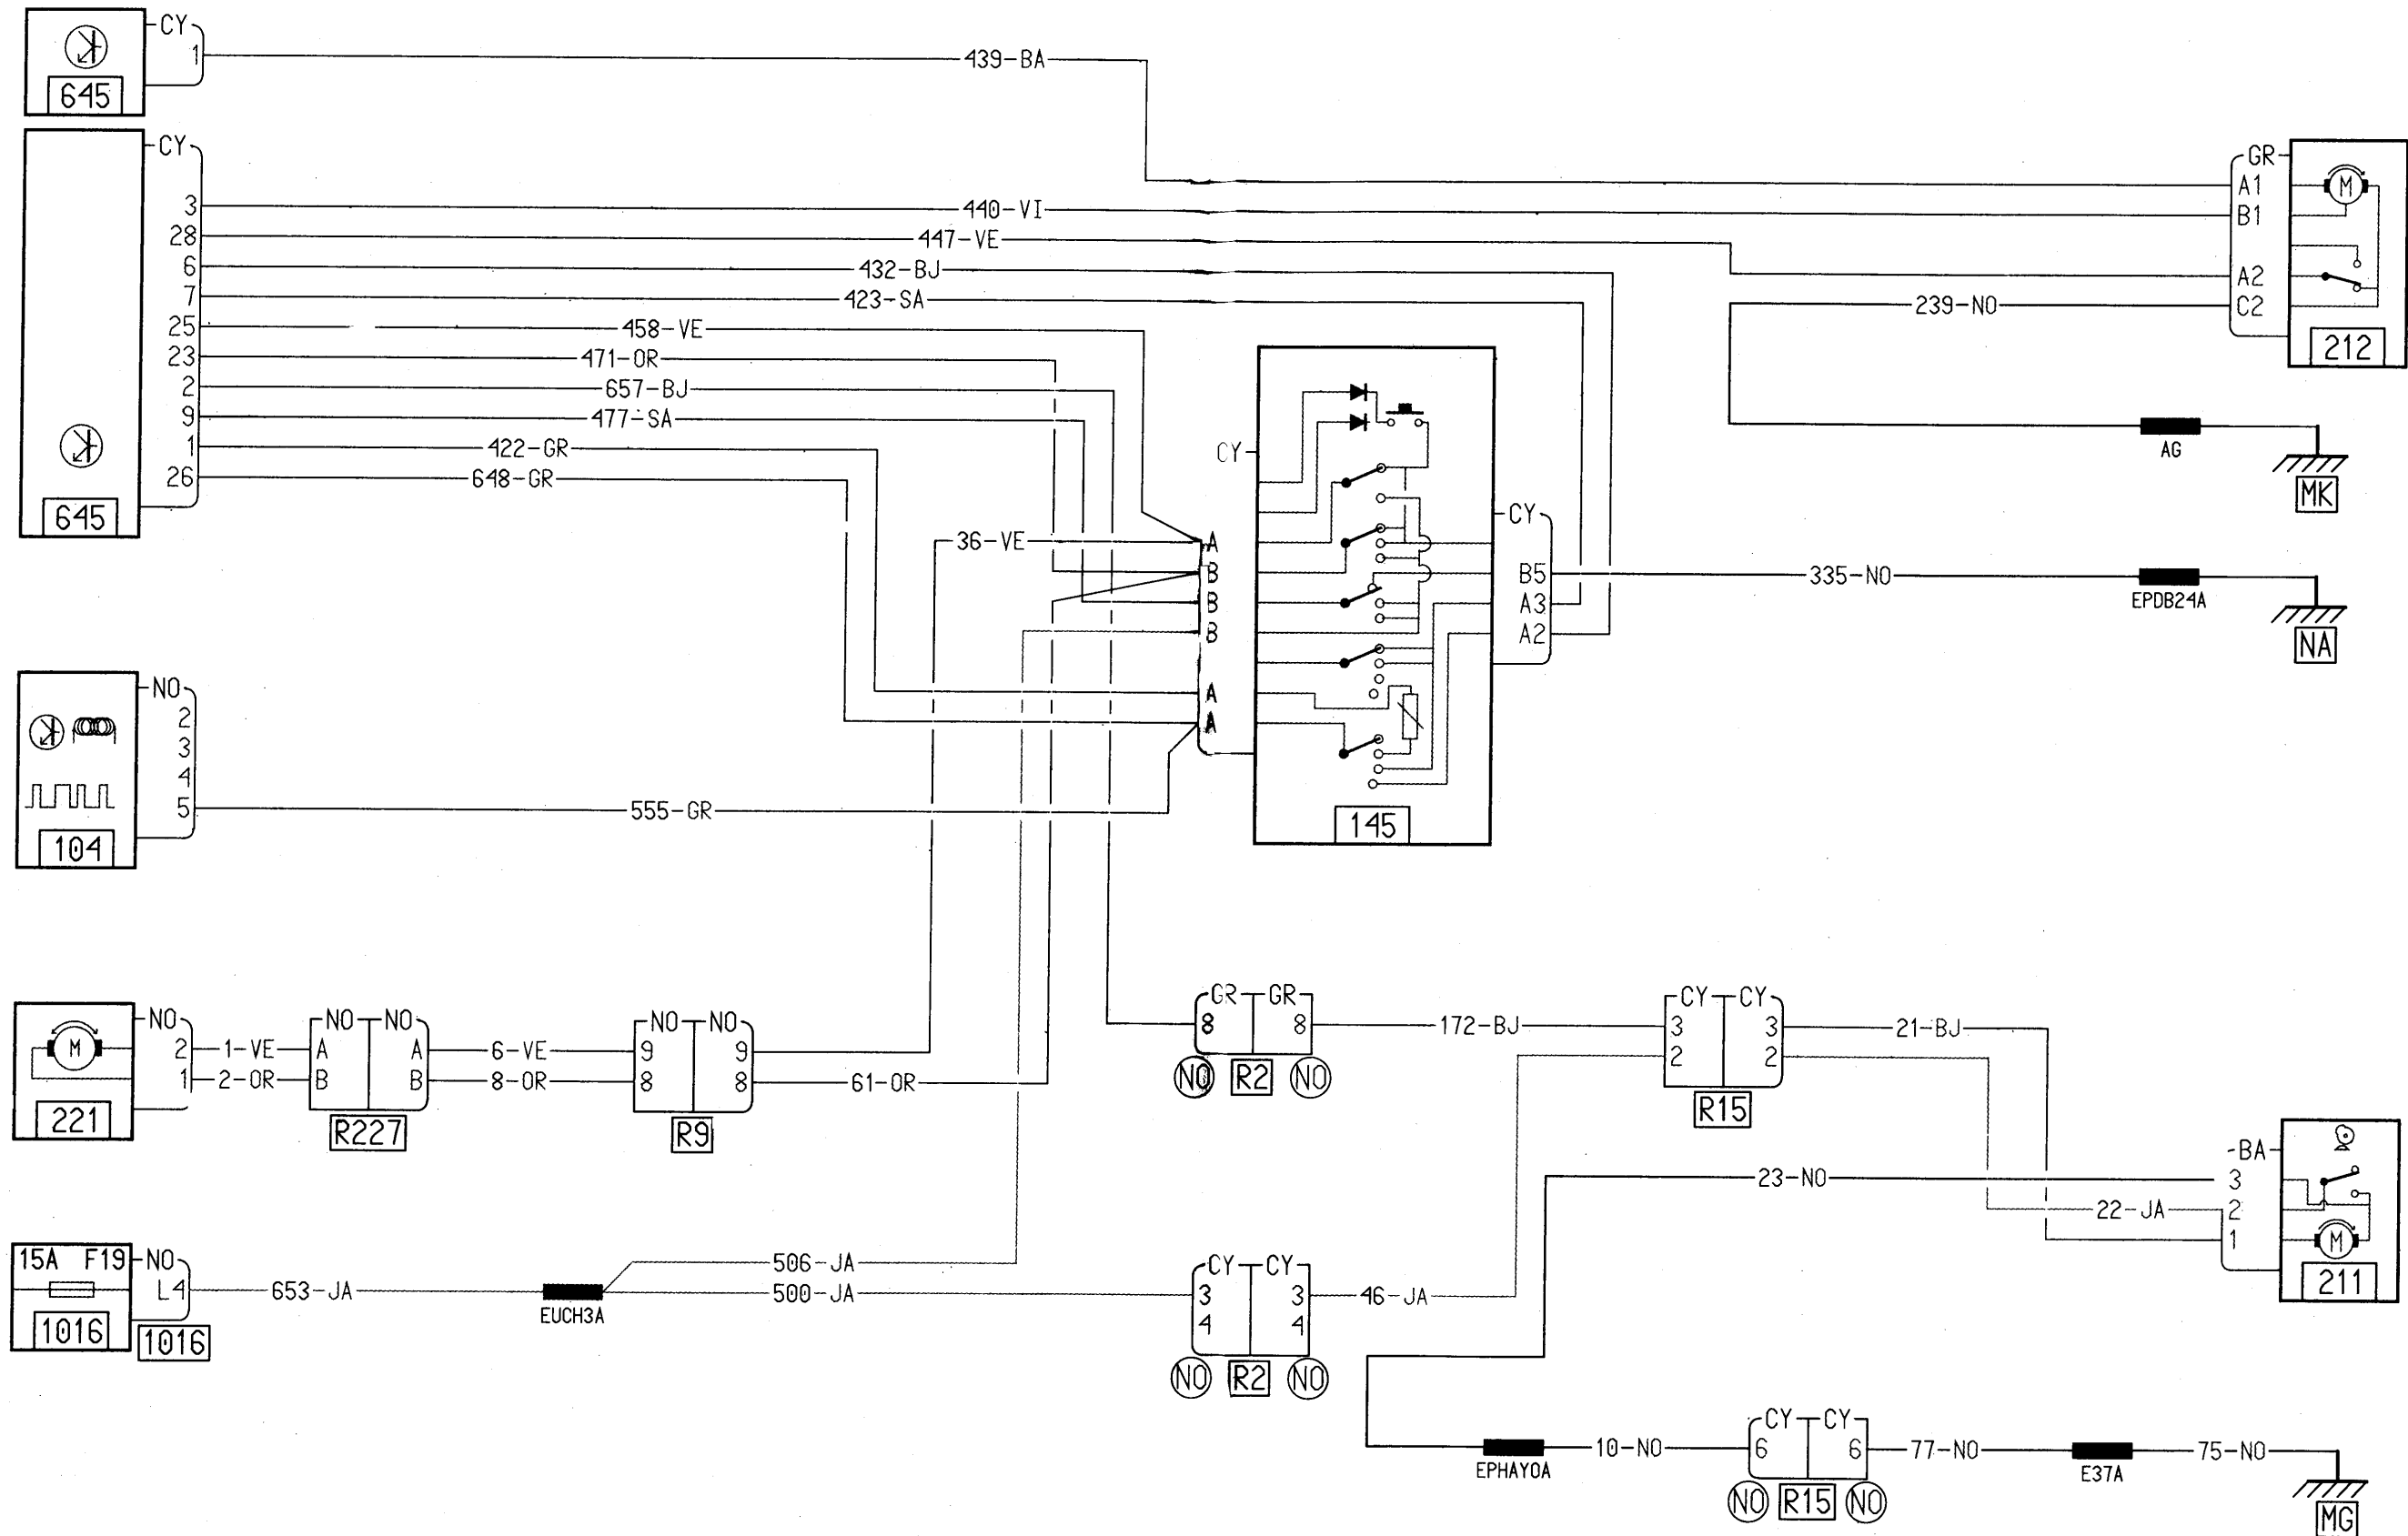 CY
1
439-BA
645
CY
3
440-VI
28
447-VE
6
432-BJ
7
423-SA
25
458-VE
23
471-OR
2
657-BJ
9
477-SA
1
422-GR
26
648-GR
645
GR
A1
M
B1
A2
C2
239-NO
212
AG
MK
CY
36-VE
A
B
B
B
A
A
CY
B5
A3
A2
335-NO
EPDB24A
NA
145
NO
2
3
4
5
555-GR
104
NO
M
2
1-VE
A
1
2-OR
B
221
NO NO
A
6-VE
B
8-OR
R227
NO NO
9 9
8 8
61-OR
R9
GR GR
8 8
172-BJ
NO R2 NO
CY CY
3 3
2 2
21-BJ
R15
BA
3
23-NO
2
22-JA
1
M
211
15A F19
NO
L4
653-JA
1016
1016
EUCH3A
506-JA
500-JA
CY CY
3 3
4 4
46-JA
NO R2 NO
EPHAY0A
10-NO
CY CY
6 6
77-NO
NO R15 NO
E37A
75-NO
MG